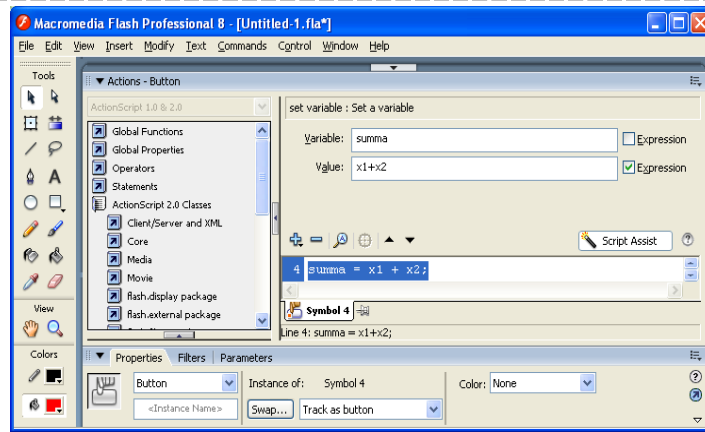 Macromedia Flash Professional 8 - [Untitled-1.fla*]
File Edit View Insert Modify Text Commands Control Window Help
Tools
View
Colors
Actions - Button
ActionScript 1.0 & 2.0
Global Functions
Global Properties
Operators
Statements
ActionScript 2.0 Classes
Client/Server and XML
Core
Media
Movie
flash.display package
flash.external package
set variable : Set a variable
Variable: summa Expression
Value: x1+x2 Expression
Script Assist
4 summa = x1 + x2;
Symbol 4
Line 4: summa = x1+x2;
Properties Filters Parameters
Button Instance of: Symbol 4 Color: None
<Instance Name> Swap... Track as button